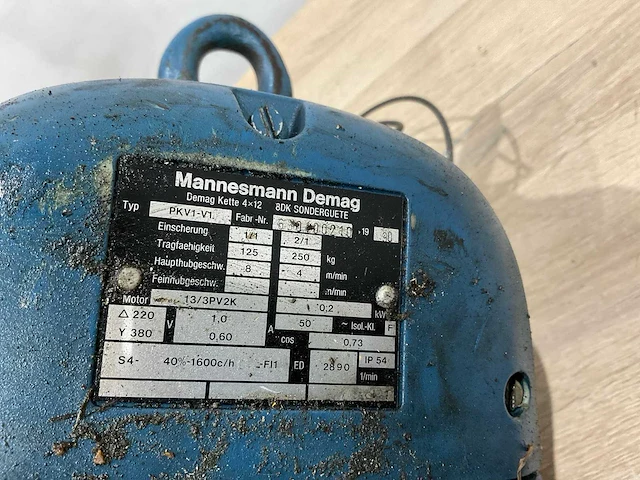 Mannesmann Demag
Demag Kette 4×12 8DK SONDERGUETE
Typ PKV1-V1. Fabr-Nr. 19 80
Einscherung 1/1 2/1
Tragfaehigkeit 125 250 kg
Haupthubgeschw. 8 4 m/min
Feinhubgeschw. m/min
Motor 13/3PV2K 0,2 kW
△ 220 V 1,0 A 50 ~ Isol.-Kl. F
Y 380 0,60 cos 0,73
S4- 40%-1600c/h -FI1 ED 2890 IP 54
1/min